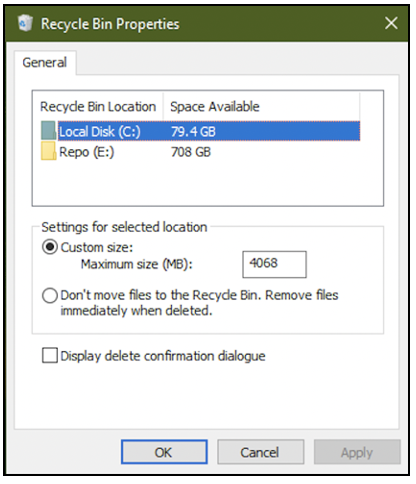 Recycle Bin Properties
General
Recycle Bin Location Space Available
Local Disk (C:) 79.4 GB
Repo (E:) 708 GB
Settings for selected location
Custom size:
Maximum size (MB): 4068
Don't move files to the Recycle Bin. Remove files
immediately when deleted.
Display delete confirmation dialogue
OK Cancel Apply